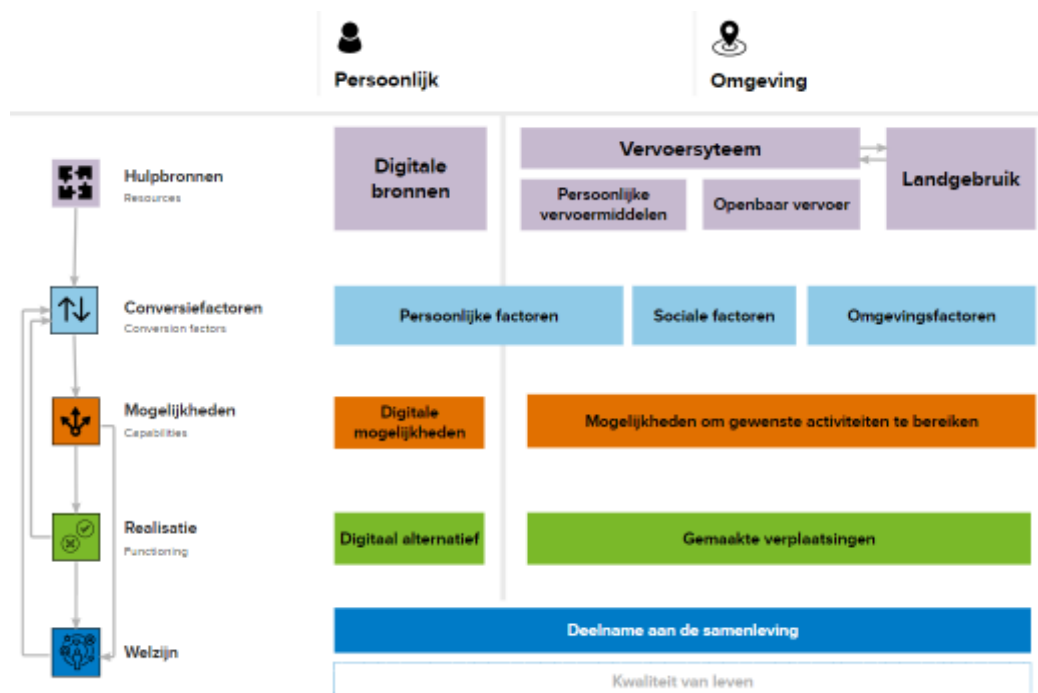 Persoonlijk
Omgeving
Hulpbronnen
Resources
Digitale
bronnen
Vervoersyteem
Persoonlijke
vervoermiddelen
Openbaar vervoer
Landgebruik
Conversiefactoren
Conversion factors
Persoonlijke factoren
Sociale factoren
Omgevingsfactoren
Mogelijkheden
Capabilities
Digitale
mogelijkheden
Mogelijkheden om gewenste activiteiten te bereiken
Realisatie
Functioning
Digitaal alternatief
Gemaakte verplaatsingen
Welzijn
Deelname aan de samenleving
Kwaliteit van leven